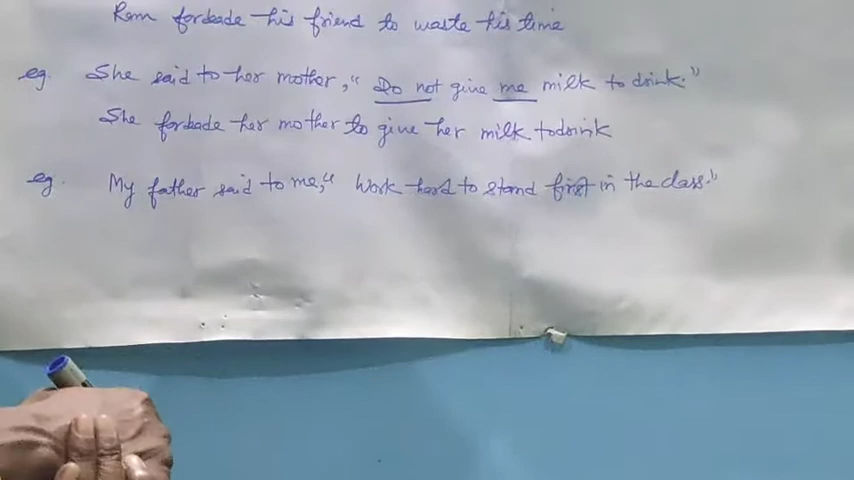 Ram forbade his friend to waste his time
eg. She said to her mother, "Do not give me milk to drink."
She forbade her mother to give her milk to drink
eg. My father said to me, "Work hard to stand first in the class."